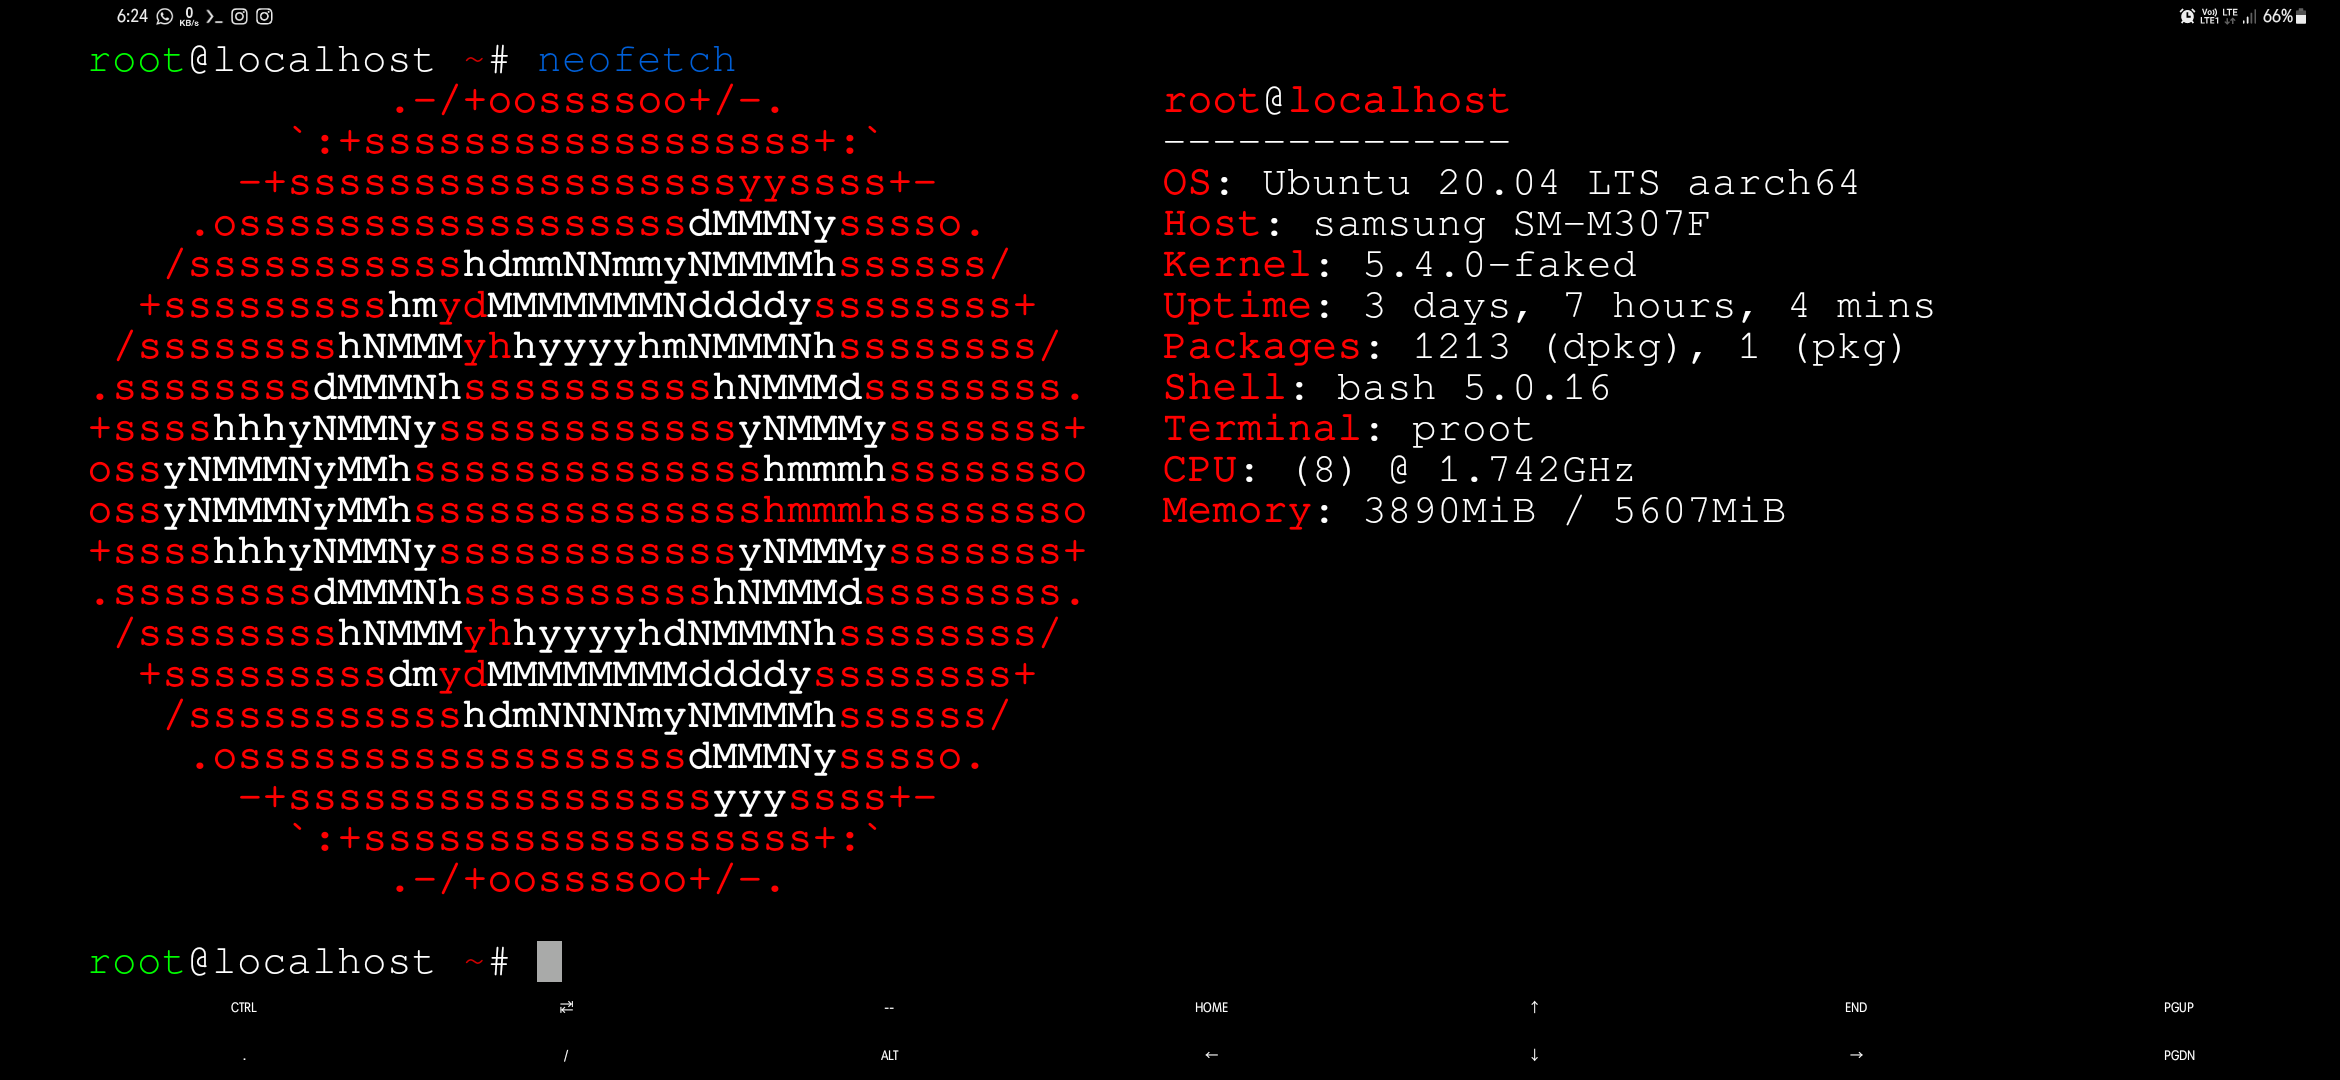 6:24 0 KB/s Vo)) LTE1 LTE 66%
root@localhost ~# neofetch
.-/+oossssoo+/-.
`:+ssssssssssssssssss+:`
-+ssssssssssssssssssyyssss+-
.ossssssssssssssssssdMMMNysssso.
/ssssssssssshdmmNNmmyNMMMMhssssss/
+ssssssssshmydMMMMMMMNddddyssssssss+
/sssssssshNMMMyhhyyyyhmNMMMNhssssssss/
.ssssssssdMMMNhsssssssssshNMMMdssssssss.
+sssshhhyNMMNyssssssssssssyNMMMysssssss+
ossyNMMMNyMMhsssssssssssssshmmmhssssssso
ossyNMMMNyMMhsssssssssssssshmmmhssssssso
+sssshhhyNMMNyssssssssssssyNMMMysssssss+
.ssssssssdMMMNhsssssssssshNMMMdssssssss.
/sssssssshNMMMyhhyyyyhdNMMMNhssssssss/
+sssssssssdmydMMMMMMMMddddyssssssss+
/ssssssssssshdmNNNNmyNMMMMhssssss/
.ossssssssssssssssssdMMMNysssso.
-+sssssssssssssssssyyyssss+-
`:+ssssssssssssssssss+:`
.-/+oossssoo+/-.
root@localhost
--------------
OS: Ubuntu 20.04 LTS aarch64
Host: samsung SM-M307F
Kernel: 5.4.0-faked
Uptime: 3 days, 7 hours, 4 mins
Packages: 1213 (dpkg), 1 (pkg)
Shell: bash 5.0.16
Terminal: proot
CPU: (8) @ 1.742GHz
Memory: 3890MiB / 5607MiB
root@localhost ~#
CTRL ⇄ -- HOME ↑ END PGUP
. / ALT ← ↓ → PGDN